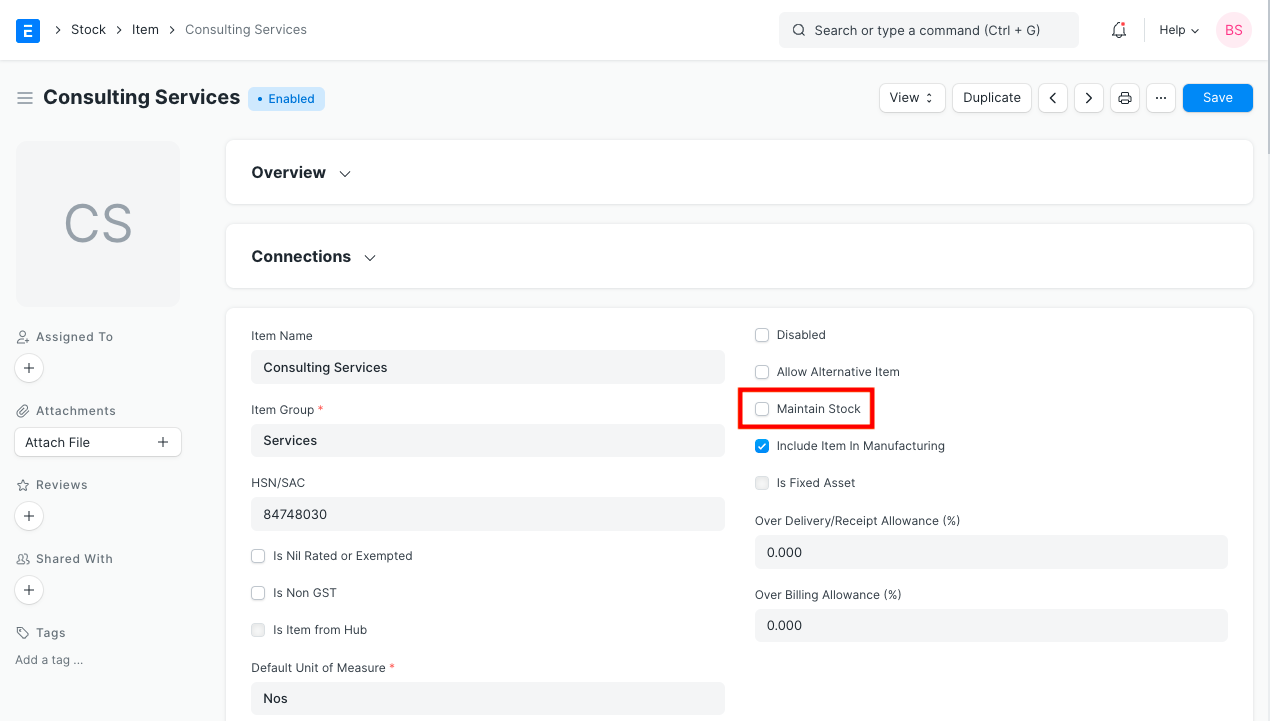 E > Stock > Item > Consulting Services
Search or type a command (Ctrl + G)
Help
BS
Consulting Services
• Enabled
View
Duplicate
...
Save
CS
Assigned To
+
Attachments
Attach File +
Reviews
+
Shared With
+
Tags
Add a tag ...
Overview
Connections
Item Name
Consulting Services
Item Group *
Services
HSN/SAC
84748030
Is Nil Rated or Exempted
Is Non GST
Is Item from Hub
Default Unit of Measure *
Nos
Disabled
Allow Alternative Item
Maintain Stock
Include Item In Manufacturing
Is Fixed Asset
Over Delivery/Receipt Allowance (%)
0.000
Over Billing Allowance (%)
0.000